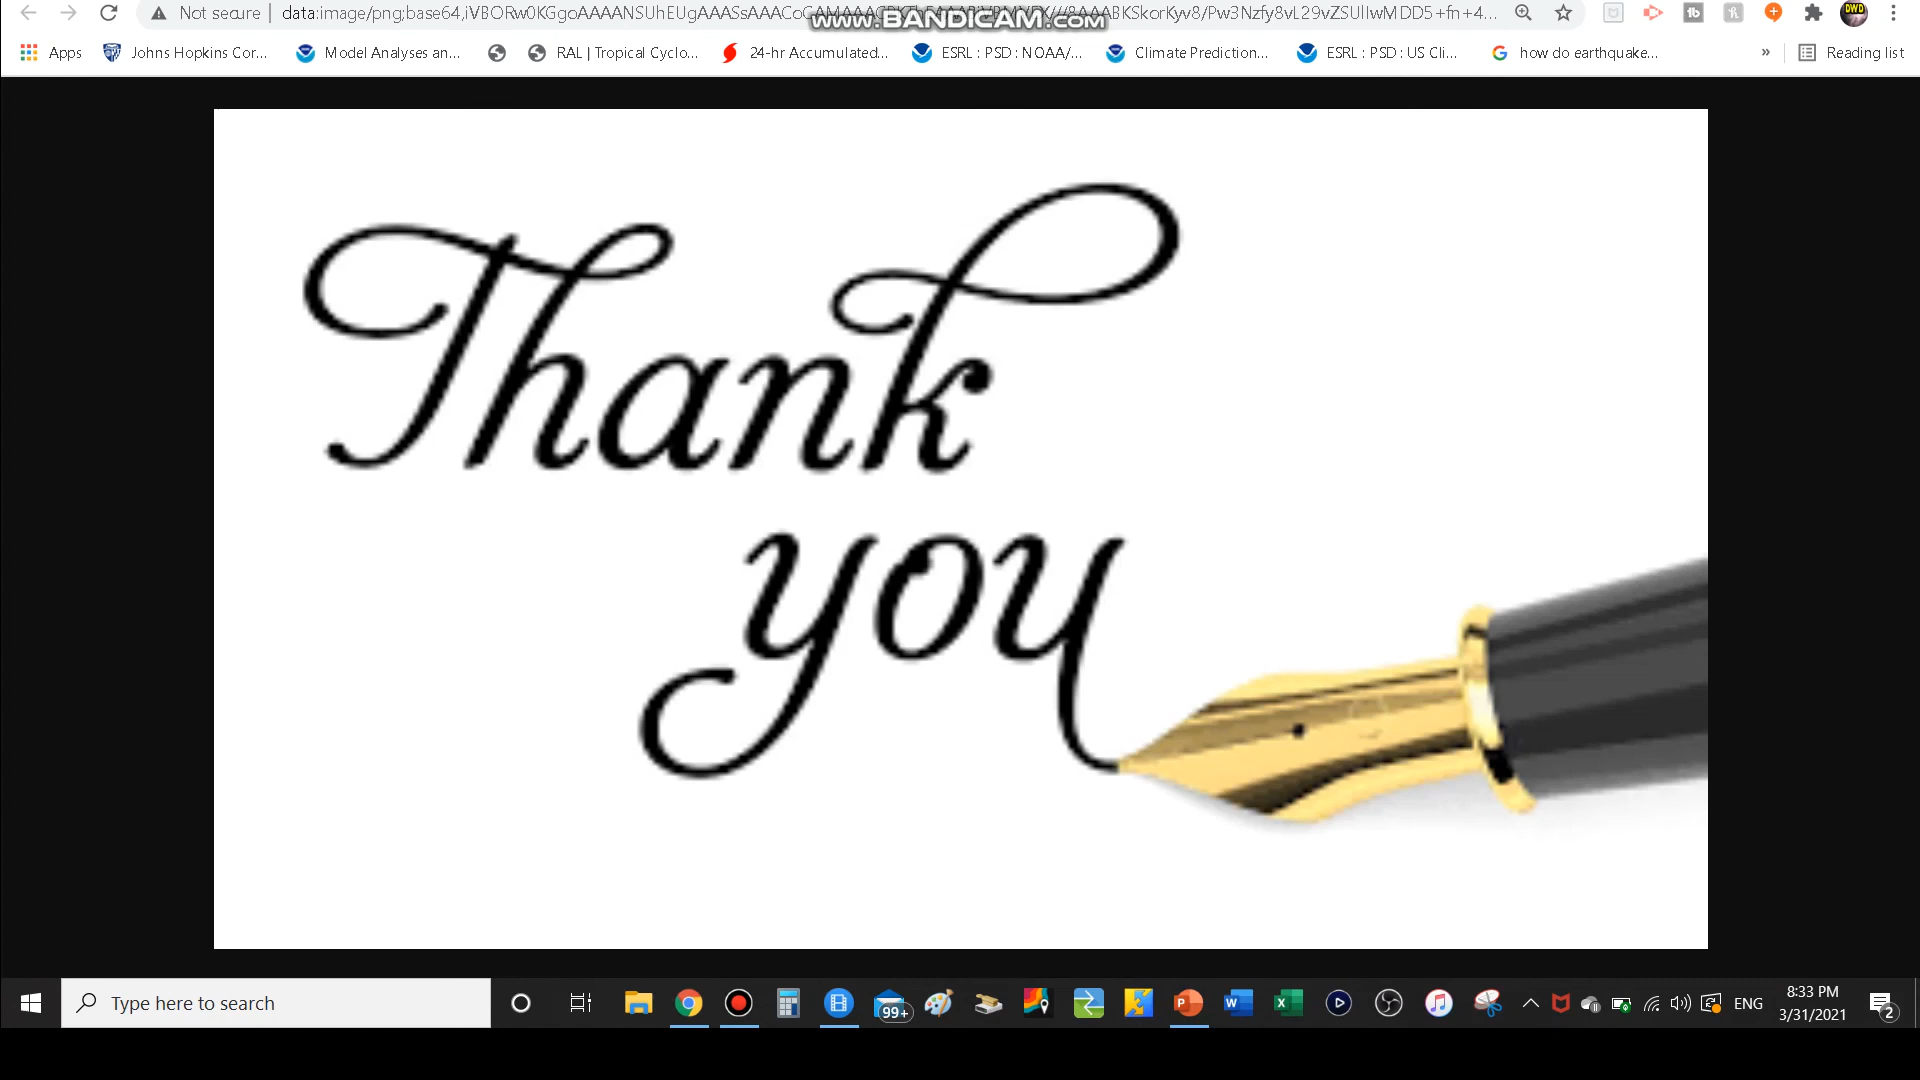 Not secure | data:image/png;base64,iVBORw0KGgoAAAANSUhEUgAAASsAAACoCAMAAA
www.BANDICAM.com
Apps Johns Hopkins Cor... Model Analyses an... RAL | Tropical Cyclo... 24-hr Accumulated... ESRL : PSD : NOAA/... Climate Prediction... ESRL : PSD : US Cli... how do earthquake... » Reading list
Thank
you
Type here to search 99+ ENG 8:33 PM
3/31/2021 2